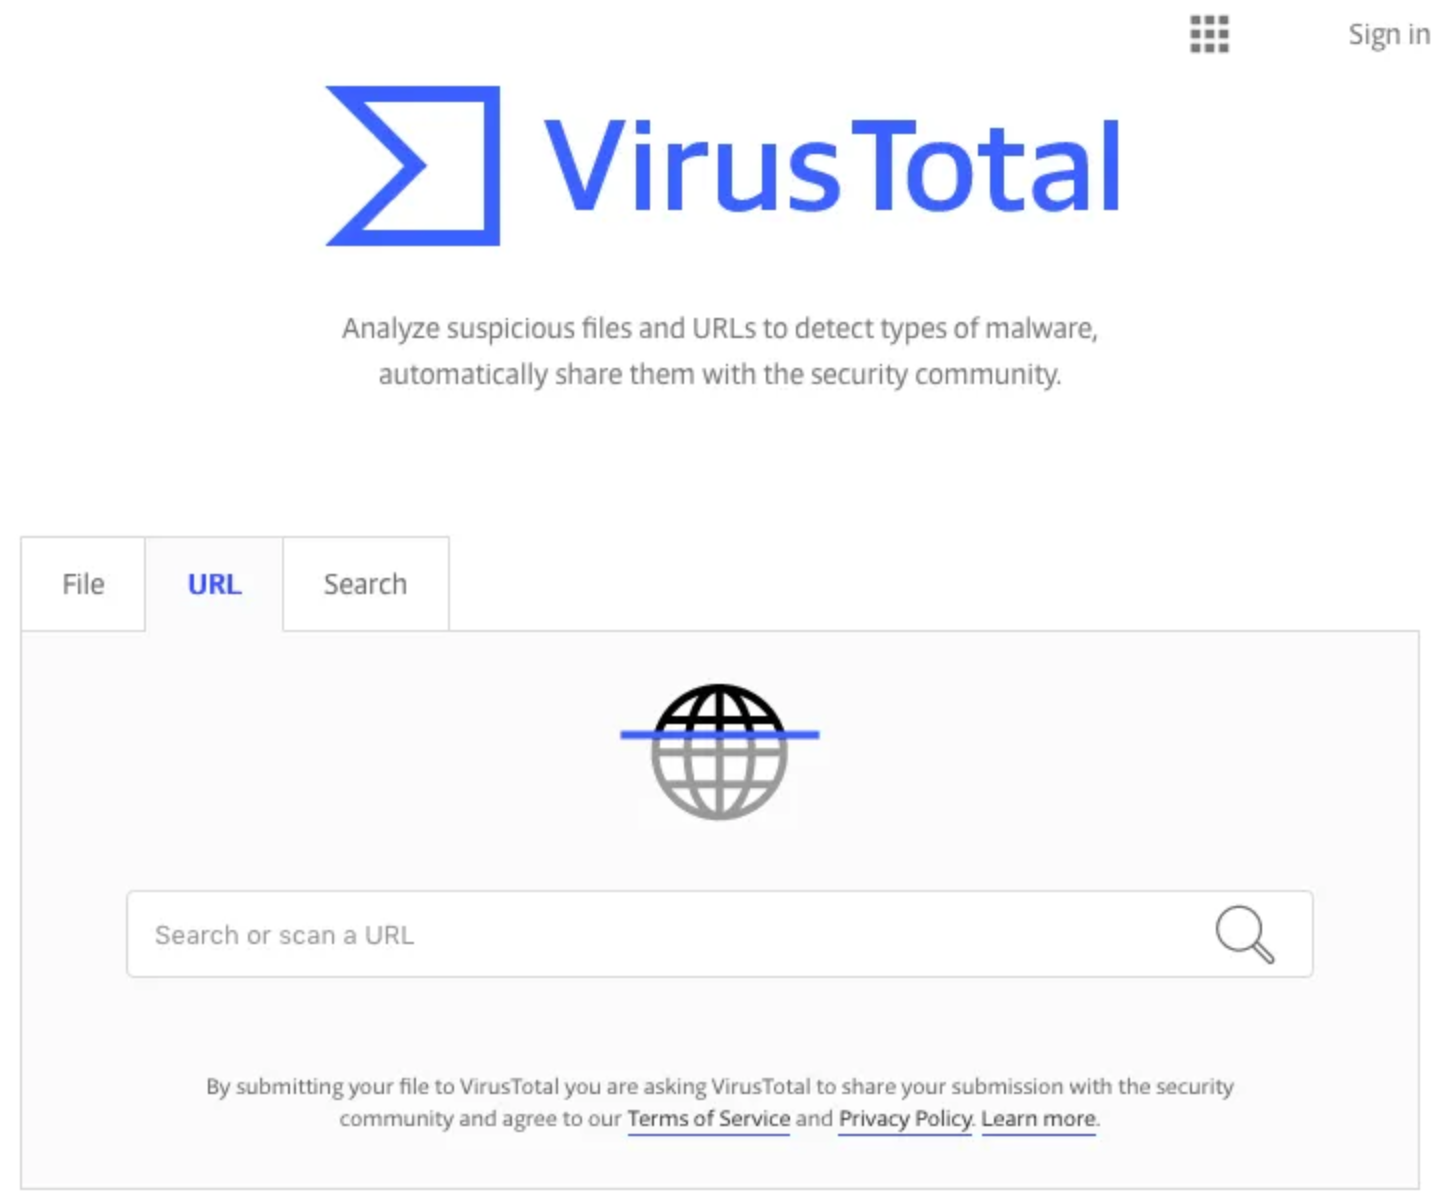 Sign in
VirusTotal
Analyze suspicious files and URLs to detect types of malware,
automatically share them with the security community.
File
URL
Search
Search or scan a URL
By submitting your file to VirusTotal you are asking VirusTotal to share your submission with the security
community and agree to our Terms of Service and Privacy Policy. Learn more.